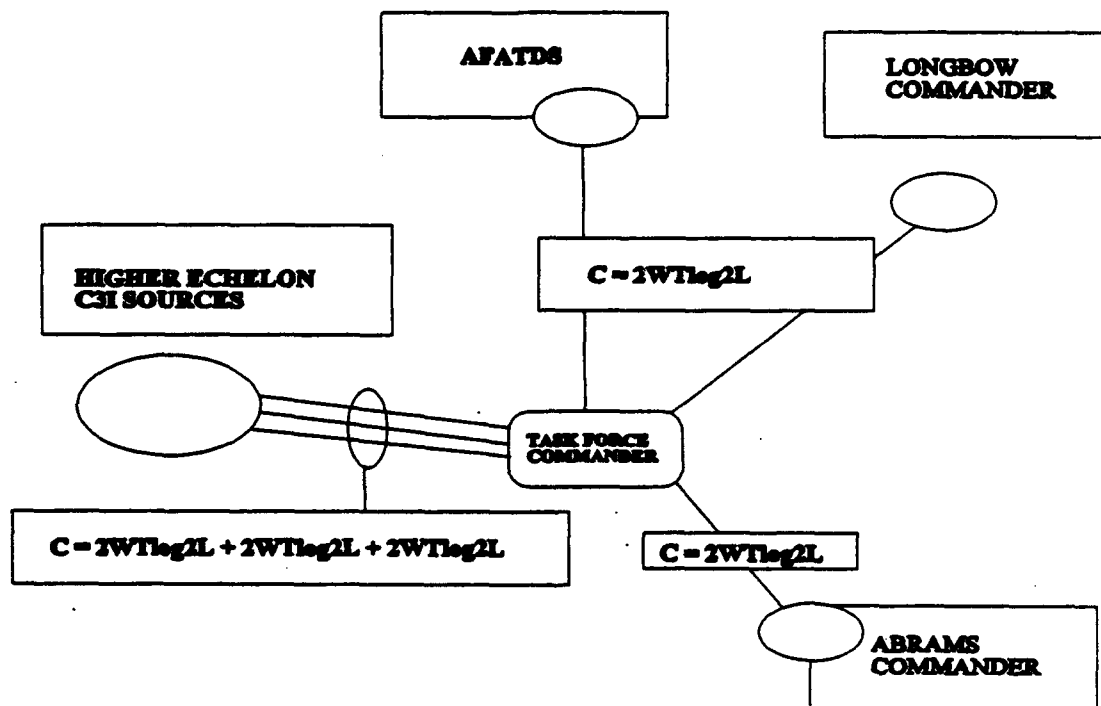 AFATDS
LONGBOW
COMMANDER
HIGHER ECHELON
C3I SOURCES
C = 2WTlog2L
TASK FORCE
COMMANDER
C = 2WTlog2L + 2WTlog2L + 2WTlog2L
C = 2WTlog2L
ABRAMS
COMMANDER